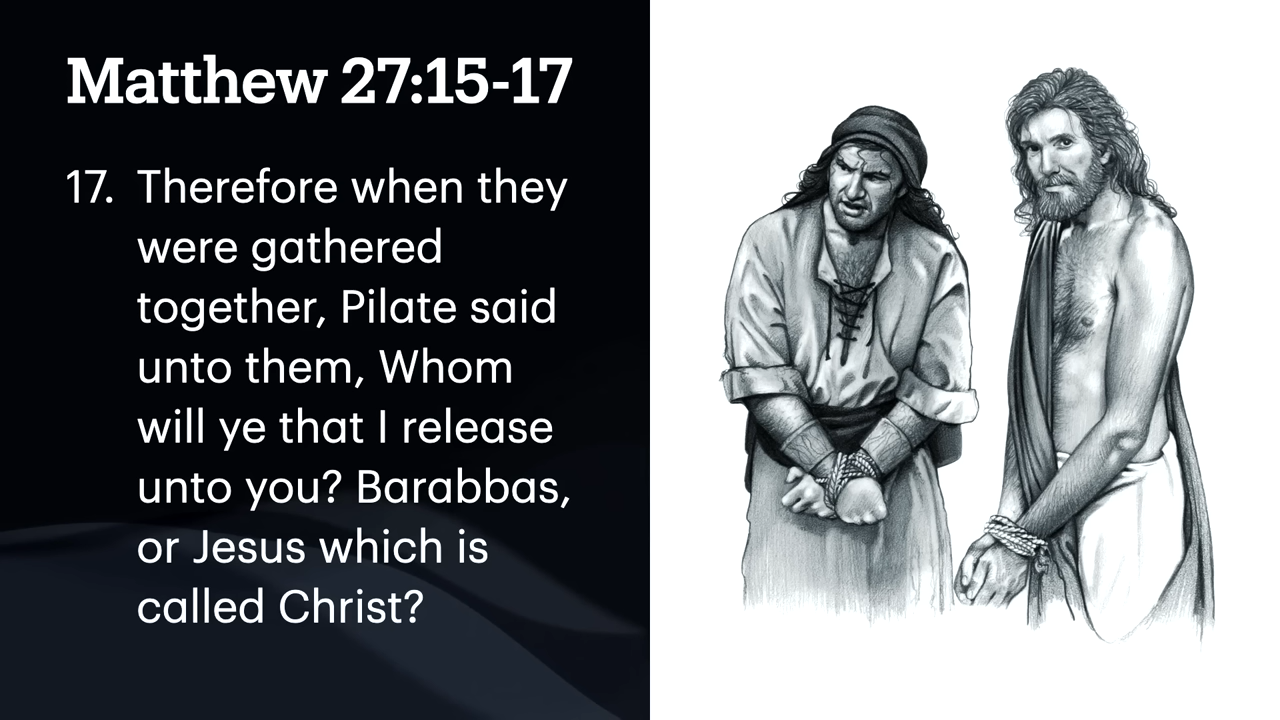 Matthew 27:15-17
17. Therefore when they
were gathered
together, Pilate said
unto them, Whom
will ye that I release
unto you? Barabbas,
or Jesus which is
called Christ?